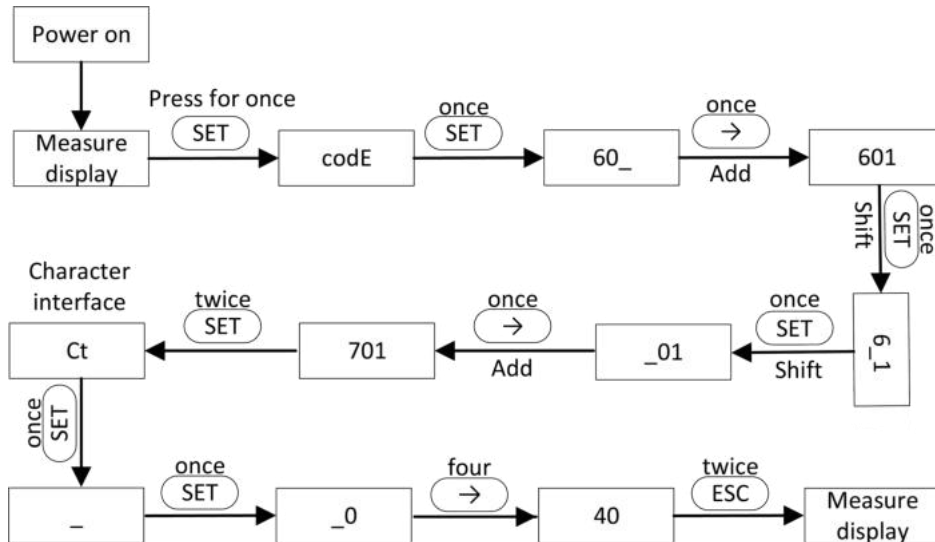 Power on
Press for once
SET
once
SET
once
→
Measure
display
codE
60_
Add
601
Shift
SET
once
Character
interface
twice
SET
once
→
once
SET
Ct
701
Add
_01
Shift
6_1
once
SET
once
SET
four
→
twice
ESC
_
_0
40
Measure
display